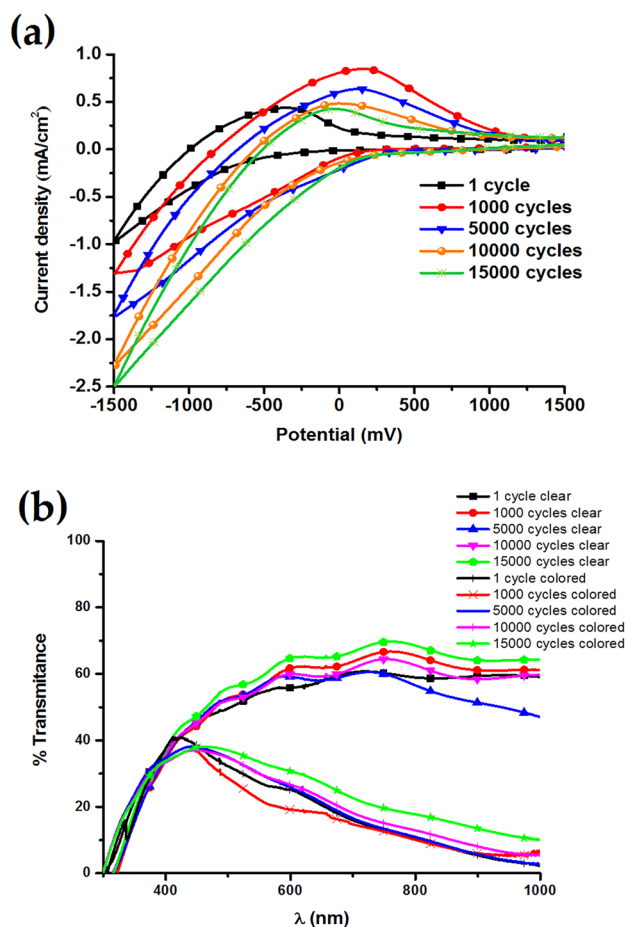 (a)
1.0
0.5
0.0
-0.5
-1.0
-1.5
-2.0
-2.5
Current density (mA/cm²)
1 cycle
1000 cycles
5000 cycles
10000 cycles
15000 cycles
-1500 -1000 -500 0 500 1000 1500
Potential (mV)
(b)
1 cycle clear
1000 cycles clear
5000 cycles clear
10000 cycles clear
15000 cycles clear
1 cycle colored
1000 cycles colored
5000 cycles colored
10000 cycles colored
15000 cycles colored
100
80
60
40
20
0
% Transmitance
400 600 800 1000
λ (nm)